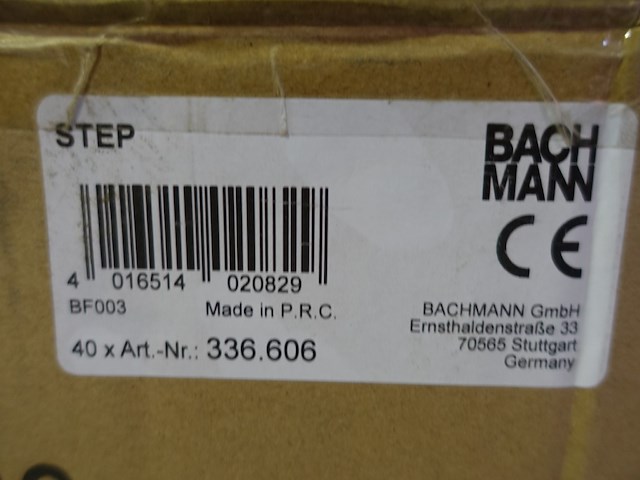 STEP
BACH
MANN
CE
4 016514 020829
BF003
Made in P.R.C.
40 x Art.-Nr.: 336.606
BACHMANN GmbH
Ernsthaldenstraße 33
70565 Stuttgart
Germany